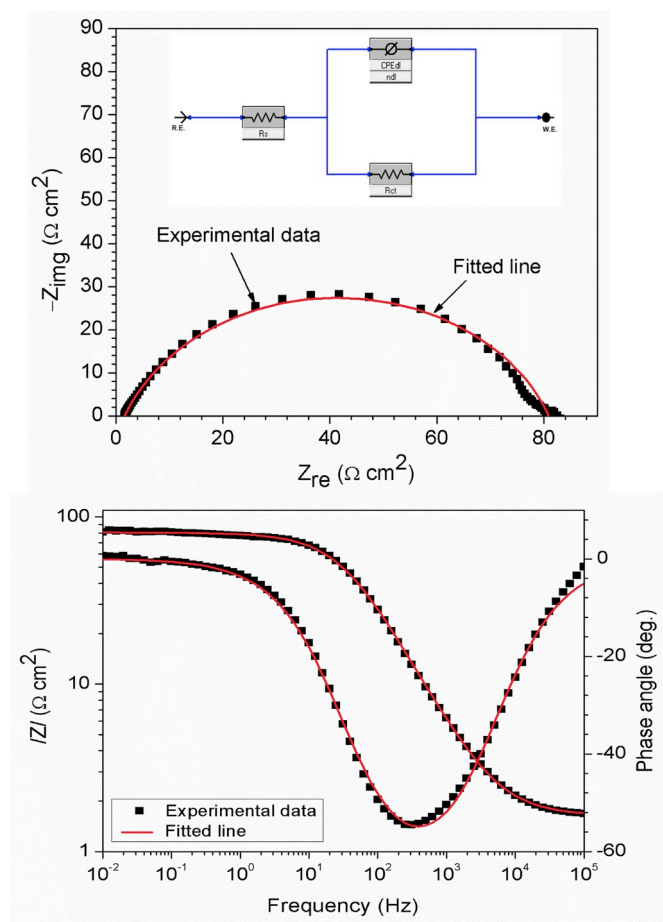 90
80
70
60
50
40
30
20
10
0
−Zimg (Ω cm²)
CPEdl
ndl
R.E.
Rs
W.E.
Rct
Experimental data
Fitted line
0 20 40 60 80
Zre (Ω cm²)
100
10
1
/Z/ (Ω cm²)
0
-20
-40
-60
Phase angle (deg.)
Experimental data
Fitted line
10⁻² 10⁻¹ 10⁰ 10¹ 10² 10³ 10⁴ 10⁵
Frequency (Hz)